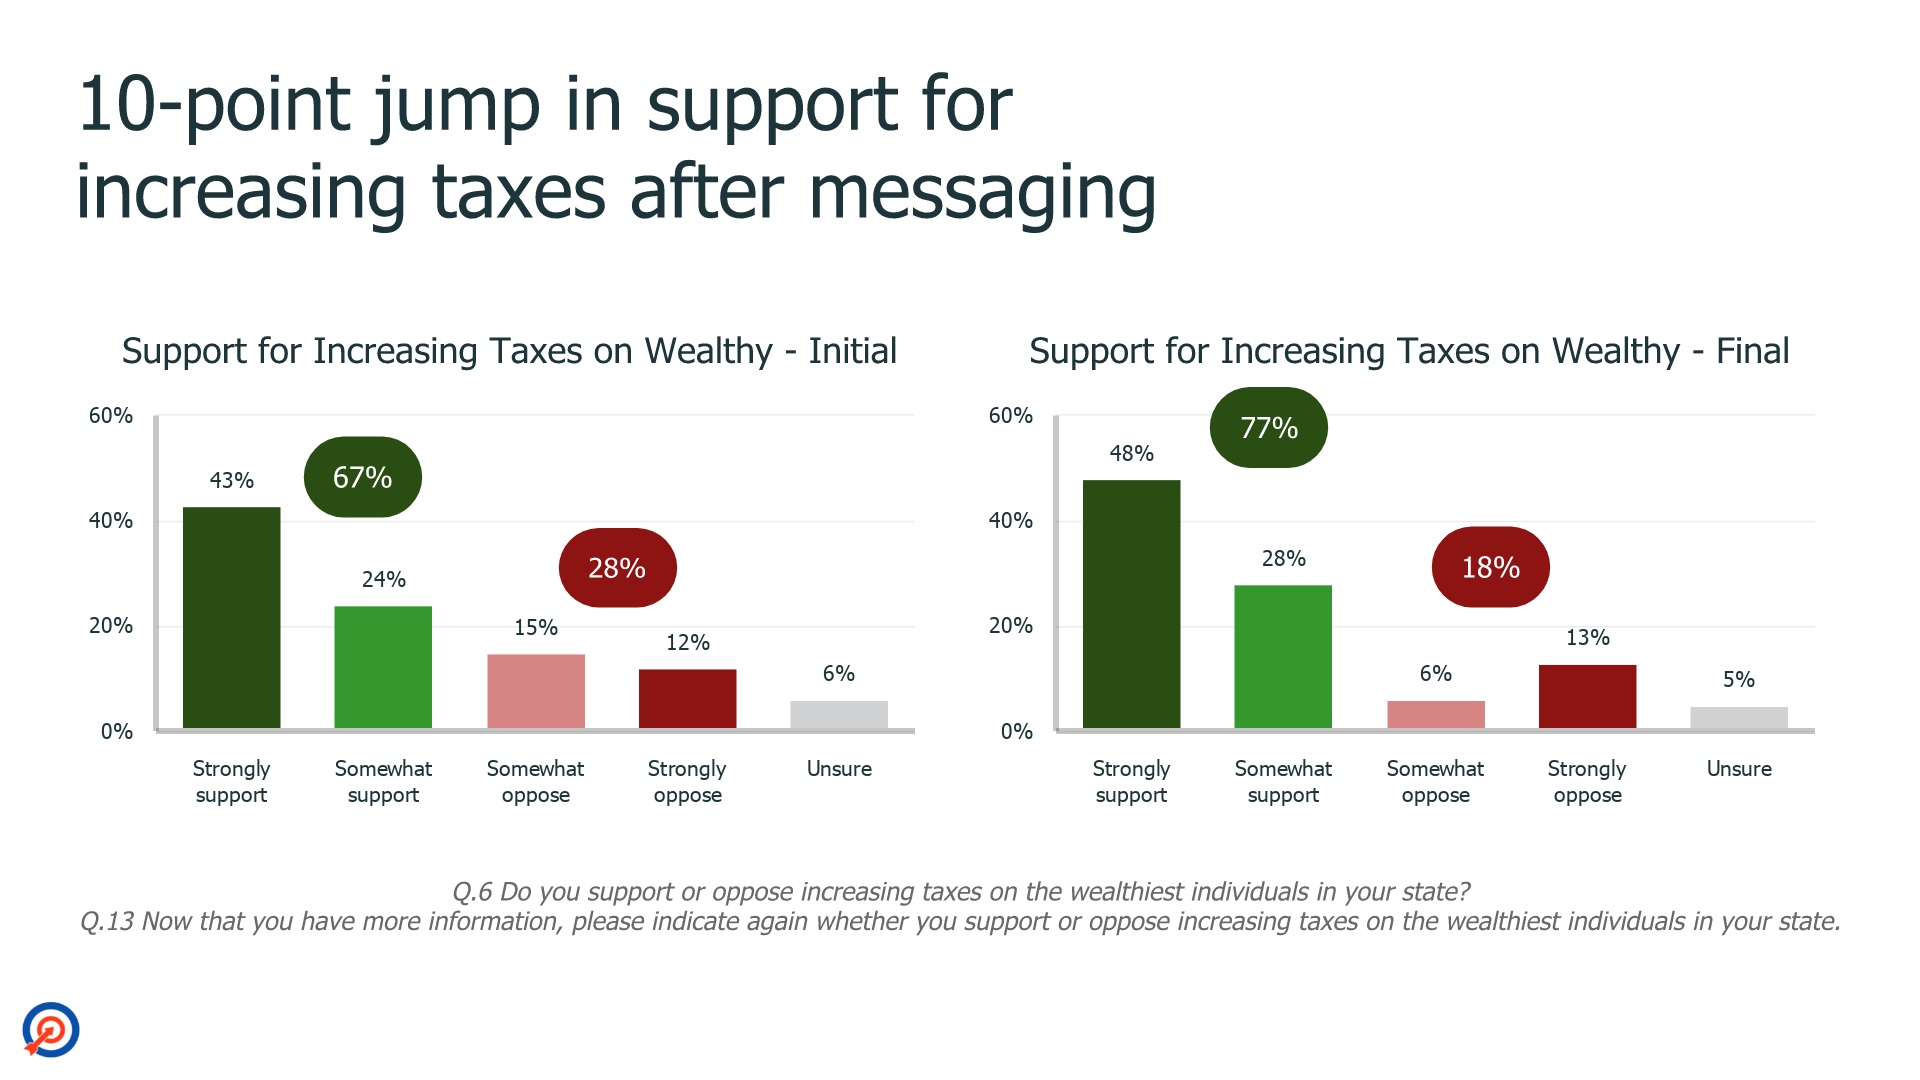 10-point jump in support for
increasing taxes after messaging
Support for Increasing Taxes on Wealthy - Initial
60%
40%
20%
0%
43%
67%
24%
15%
28%
12%
6%
Strongly support
Somewhat support
Somewhat oppose
Strongly oppose
Unsure
Support for Increasing Taxes on Wealthy - Final
60%
40%
20%
0%
48%
77%
28%
6%
18%
13%
5%
Strongly support
Somewhat support
Somewhat oppose
Strongly oppose
Unsure
Q.6 Do you support or oppose increasing taxes on the wealthiest individuals in your state?
Q.13 Now that you have more information, please indicate again whether you support or oppose increasing taxes on the wealthiest individuals in your state.